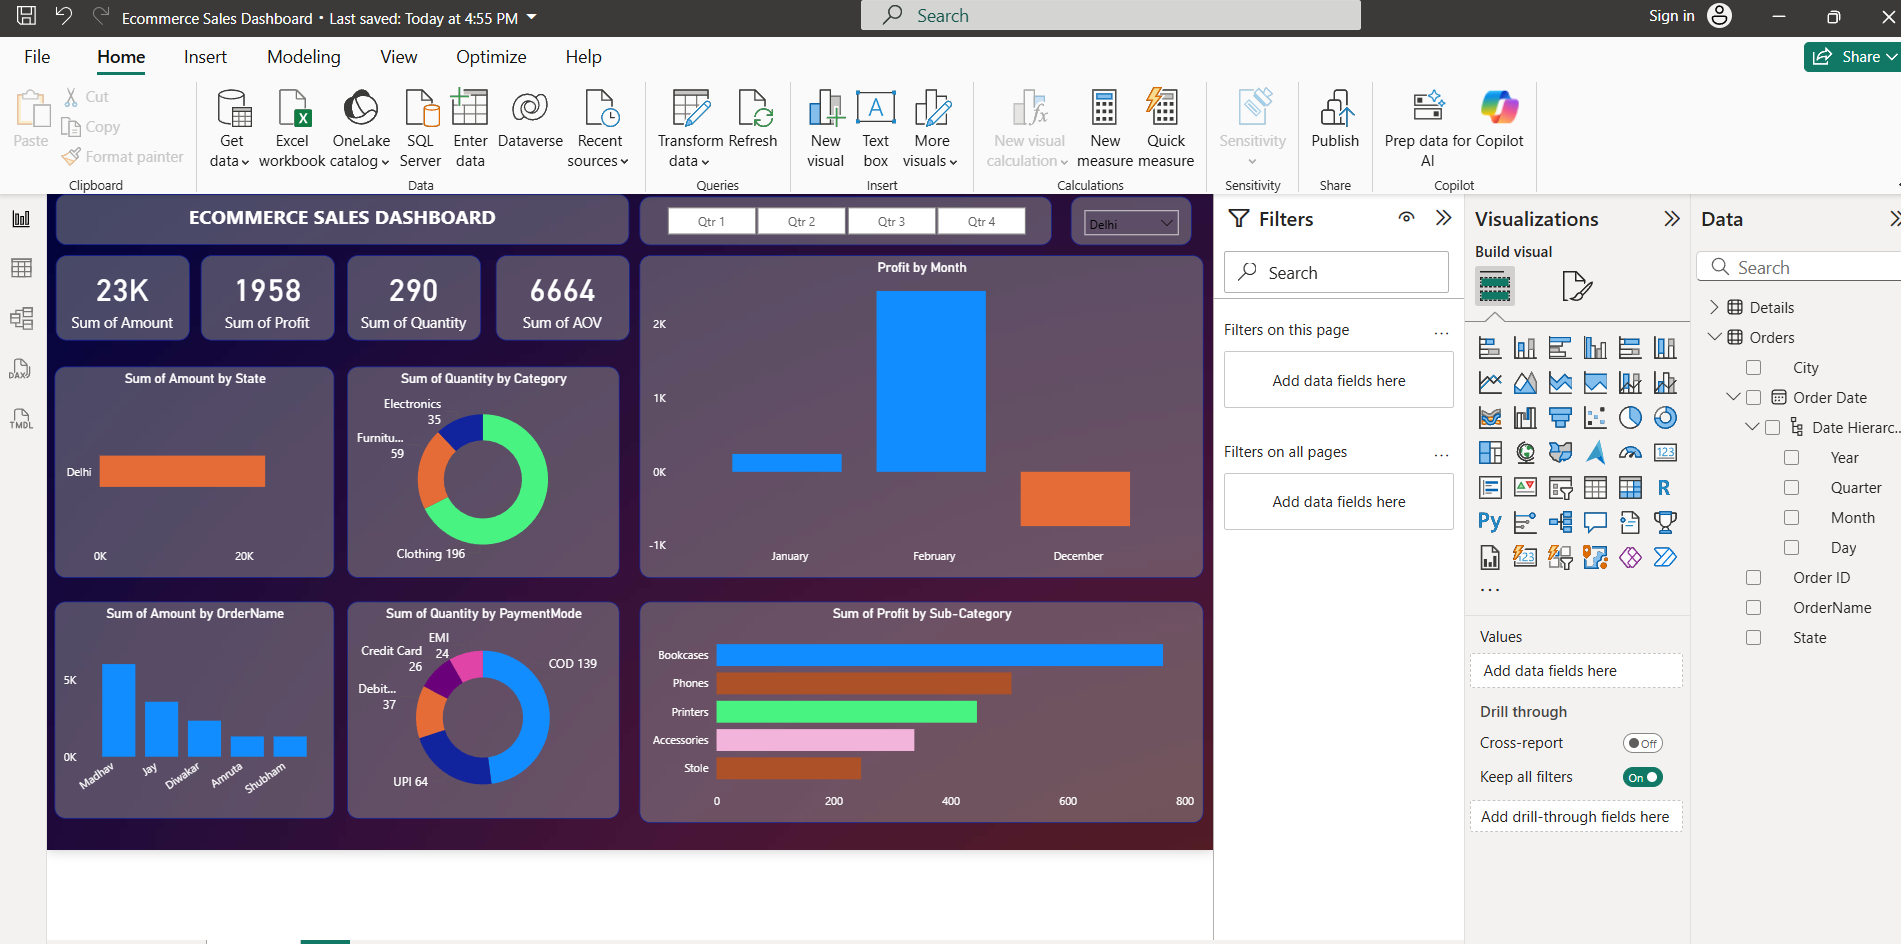 Ecommerce Sales Dashboard • Last saved: Today at 4:55 PM
Search
Sign in
File Home Insert Modeling View Optimize Help
Share
Paste
Cut
Copy
Format painter
Clipboard
Get data
Excel workbook
OneLake catalog
SQL Server
Enter data
Dataverse
Recent sources
Data
Transform data
Refresh
Queries
New visual
Text box
More visuals
Insert
New visual calculation
New measure
Quick measure
Calculations
Sensitivity
Sensitivity
Publish
Share
Prep data for AI
Copilot
Copilot
DAX
TMDL
ECOMMERCE SALES DASHBOARD
Qtr 1 Qtr 2 Qtr 3 Qtr 4
Delhi
23K
Sum of Amount
1958
Sum of Profit
290
Sum of Quantity
6664
Sum of AOV
Profit by Month
2K
1K
0K
-1K
January February December
Sum of Amount by State
Delhi
0K 20K
Sum of Quantity by Category
Electronics
35
Furnitu...
59
Clothing 196
Sum of Amount by OrderName
5K
0K
Madhav Jay Diwakar Amruta Shubham
Sum of Quantity by PaymentMode
EMI
24
Credit Card
26
Debit...
37
COD 139
UPI 64
Sum of Profit by Sub-Category
Bookcases
Phones
Printers
Accessories
Stole
0 200 400 600 800
Filters
Search
Filters on this page
...
Add data fields here
Filters on all pages
...
Add data fields here
Visualizations
Build visual
123
R
Py
123
...
Values
Add data fields here
Drill through
Cross-report
Off
Keep all filters
On
Add drill-through fields here
Data
Search
Details
Orders
City
Order Date
Date Hierarc...
Year
Quarter
Month
Day
Order ID
OrderName
State